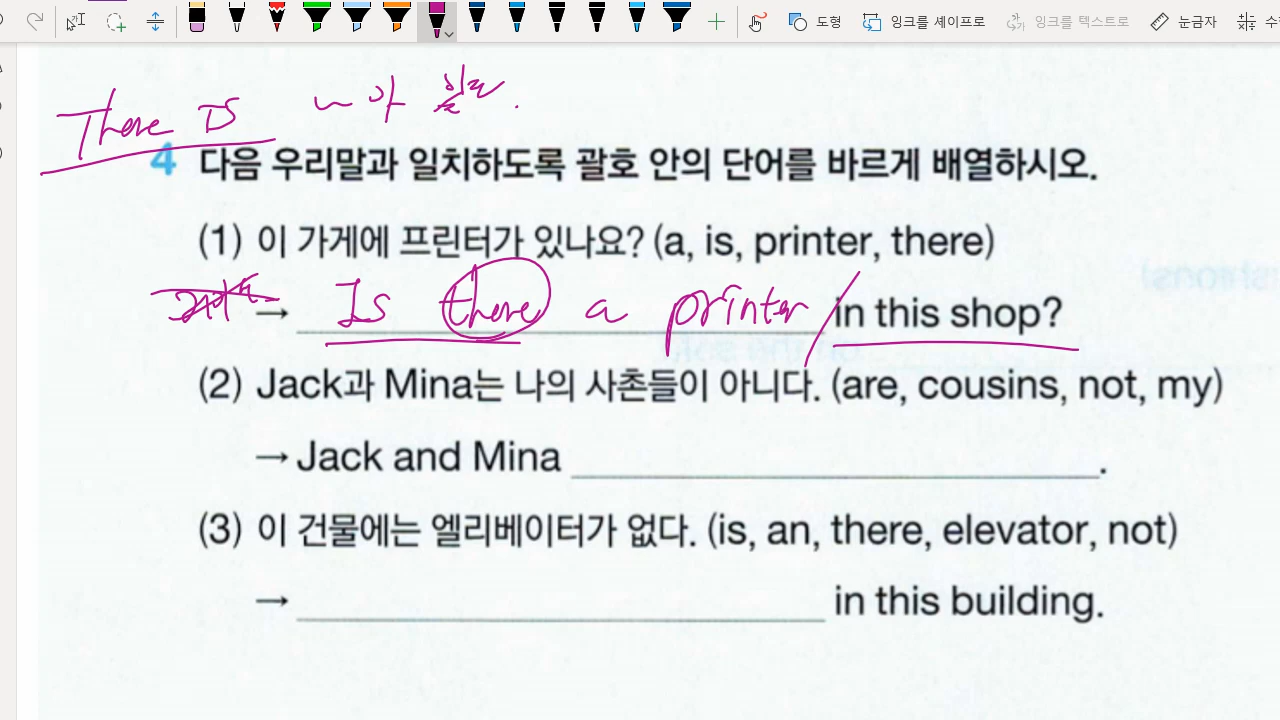 도형 잉크를 셰이프로 잉크를 텍스트로 눈금자 수
There is
4 다음 우리말과 일치하도록 괄호 안의 단어를 바르게 배열하시오.
(1) 이 가게에 프린터가 있나요? (a, is, printer, there)
→ Is there a printer in this shop?
(2) Jack과 Mina는 나의 사촌들이 아니다. (are, cousins, not, my)
→ Jack and Mina .
(3) 이 건물에는 엘리베이터가 없다. (is, an, there, elevator, not)
→ in this building.